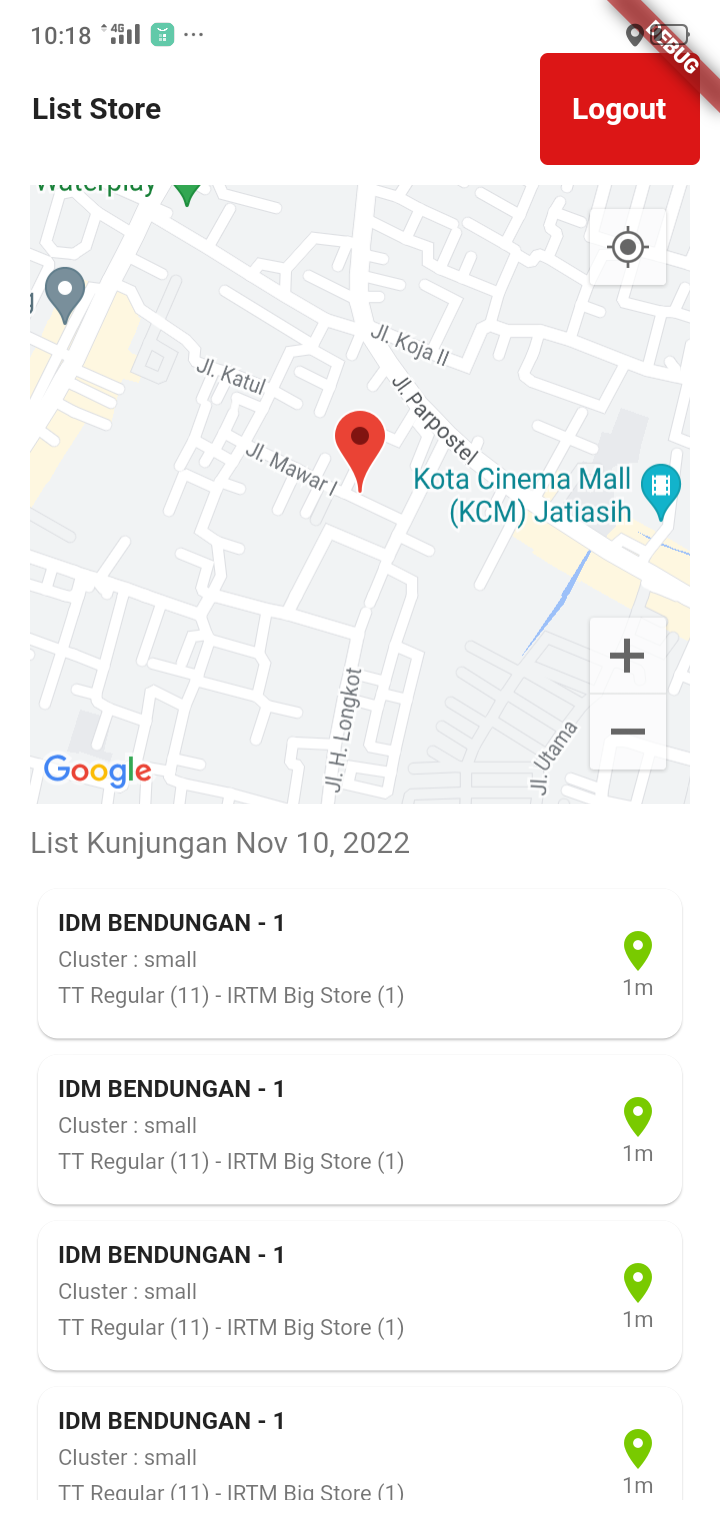 10:18
4G
DEBUG
List Store
Logout
Waterplay
g
Jl. Koja II
Jl. Katul
Jl. Parpostel
Jl. Mawar I
Kota Cinema Mall
(KCM) Jatiasih
Jl. H. Longkot
Jl. Utama
Google
List Kunjungan Nov 10, 2022
IDM BENDUNGAN - 1
Cluster : small
TT Regular (11) - IRTM Big Store (1)
1m
IDM BENDUNGAN - 1
Cluster : small
TT Regular (11) - IRTM Big Store (1)
1m
IDM BENDUNGAN - 1
Cluster : small
TT Regular (11) - IRTM Big Store (1)
1m
IDM BENDUNGAN - 1
Cluster : small
TT Regular (11) - IRTM Big Store (1)
1m